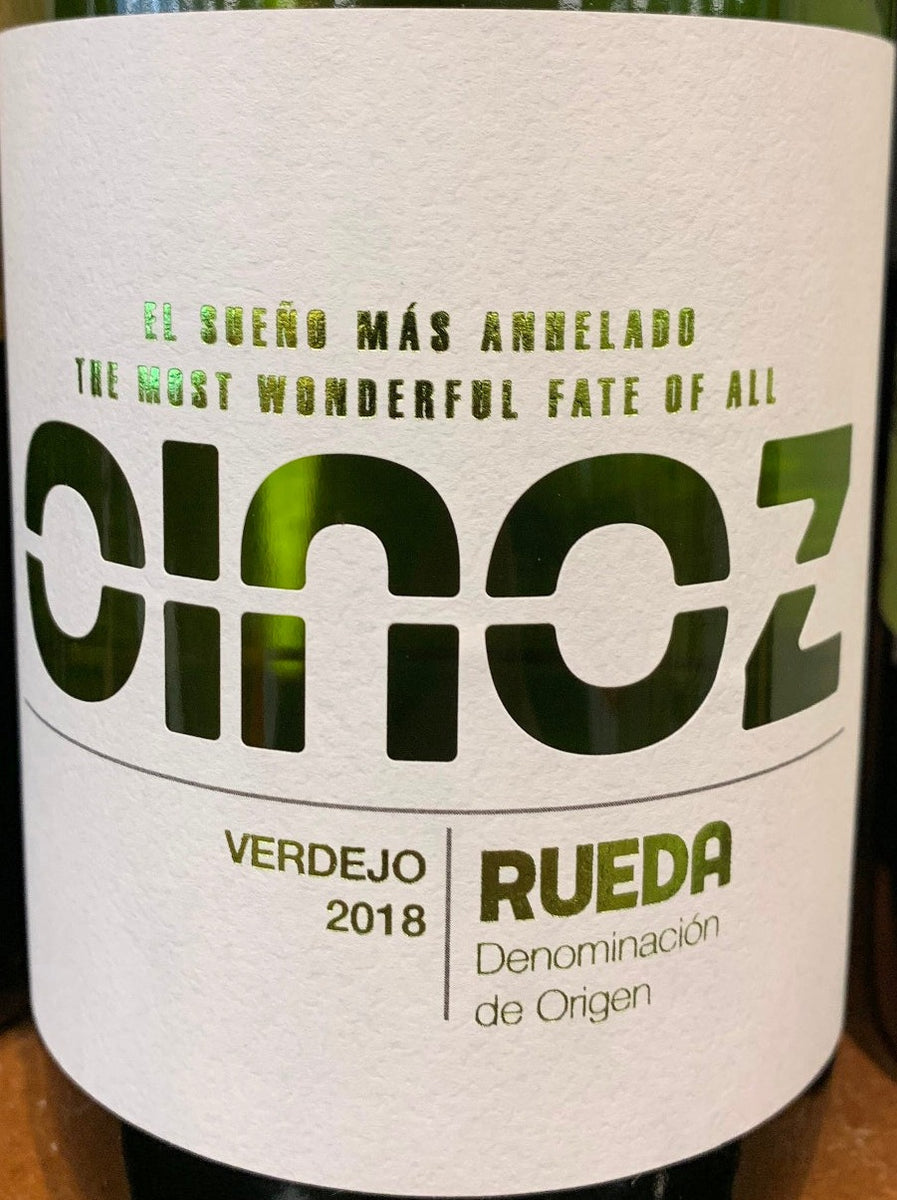 EL SUEÑO MÁS ANHELADO
THE MOST WONDERFUL FATE OF ALL
OINOZ
VERDEJO
2018
RUEDA
Denominación
de Origen